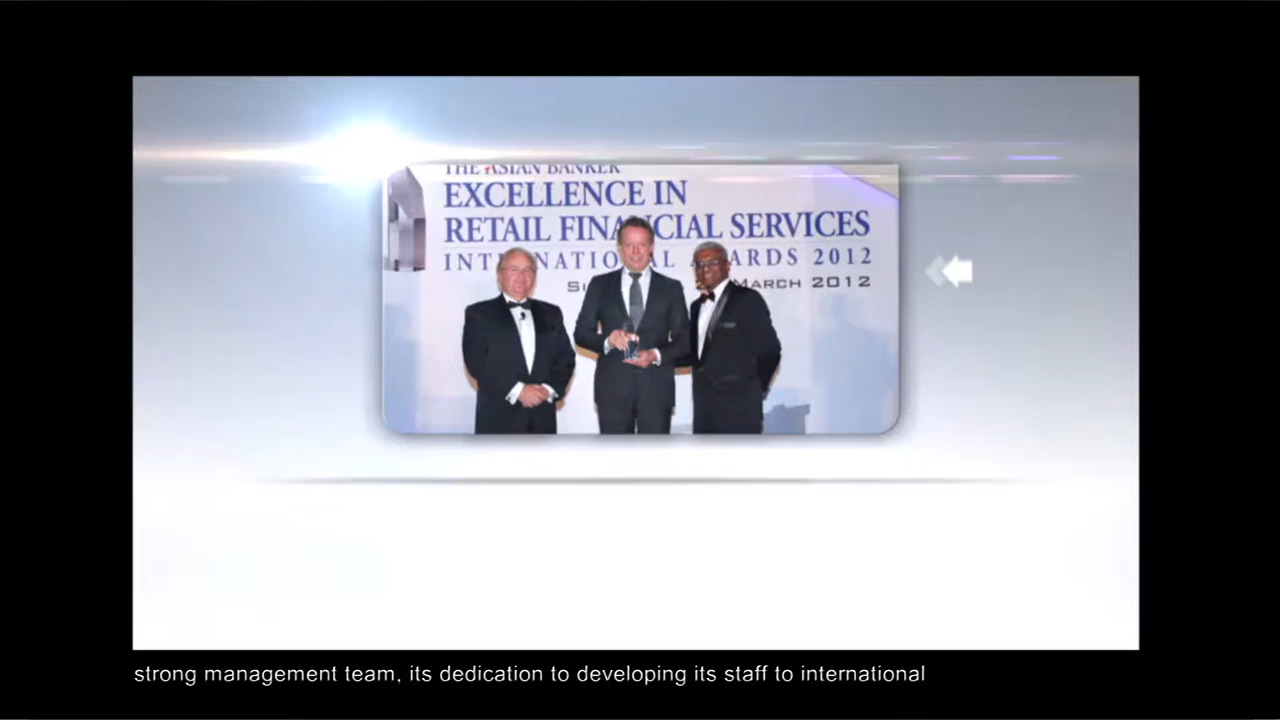 THE ASIAN BANKER
EXCELLENCE IN
RETAIL FINANCIAL SERVICES
INTERNATIONAL AWARDS 2012
MARCH 2012
strong management team, its dedication to developing its staff to international